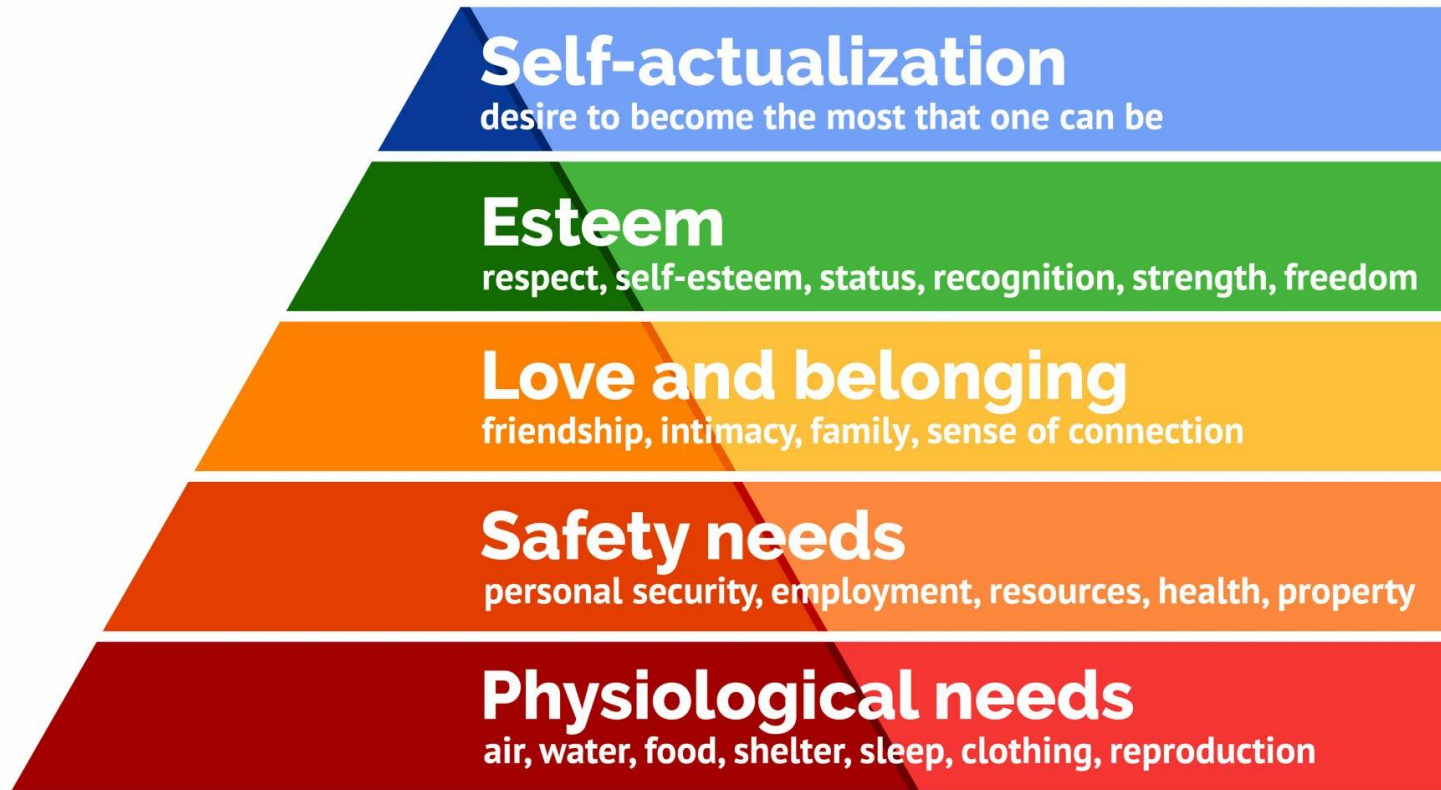 Self-actualization
desire to become the most that one can be
Esteem
respect, self-esteem, status, recognition, strength, freedom
Love and belonging
friendship, intimacy, family, sense of connection
Safety needs
personal security, employment, resources, health, property
Physiological needs
air, water, food, shelter, sleep, clothing, reproduction